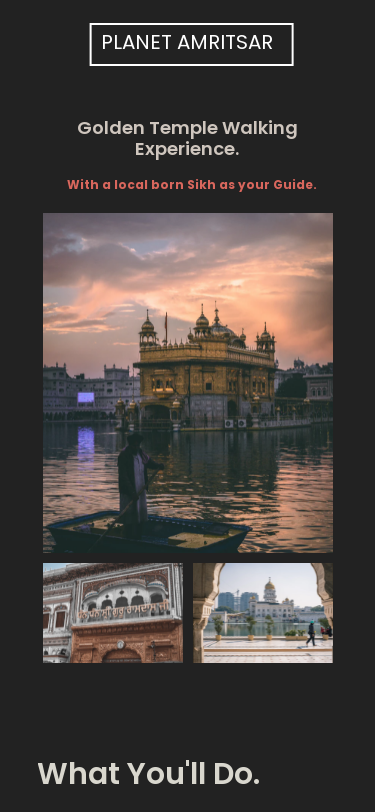 PLANET AMRITSAR
Golden Temple Walking
Experience.
With a local born Sikh as your Guide.
What You'll Do.